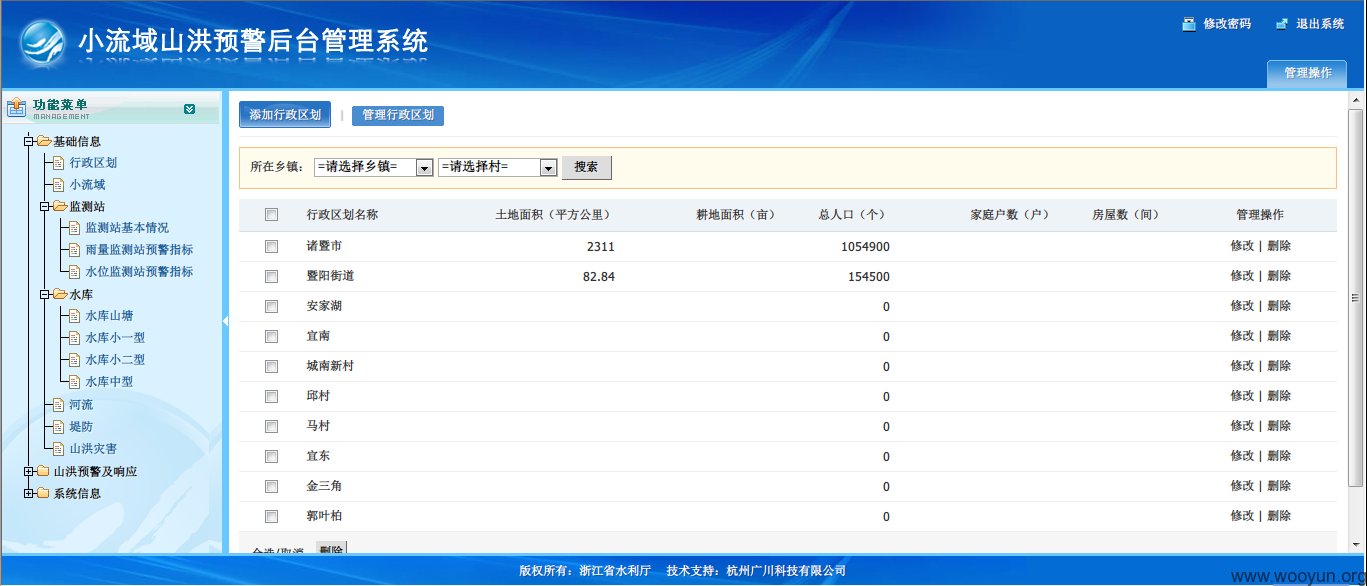 小流域山洪预警后台管理系统
修改密码 退出系统
管理操作
功能菜单
MANAGEMENT
基础信息
行政区划
小流域
监测站
监测站基本情况
雨量监测站预警指标
水位监测站预警指标
水库
水库山塘
水库小一型
水库小二型
水库中型
河流
堤防
山洪灾害
山洪预警及响应
系统信息
添加行政区划 | 管理行政区划
所在乡镇： =请选择乡镇= =请选择村= 搜索
行政区划名称 土地面积（平方公里） 耕地面积（亩） 总人口（个） 家庭户数（户） 房屋数（间） 管理操作
诸暨市 2311 1054900 修改 | 删除
暨阳街道 82.84 154500 修改 | 删除
安家湖 0 修改 | 删除
宜南 0 修改 | 删除
城南新村 0 修改 | 删除
邱村 0 修改 | 删除
马村 0 修改 | 删除
宜东 0 修改 | 删除
金三角 0 修改 | 删除
郭叶柏 0 修改 | 删除
全选/取消 删除
版权所有：浙江省水利厅 技术支持：杭州广川科技有限公司
www.wooyun.org